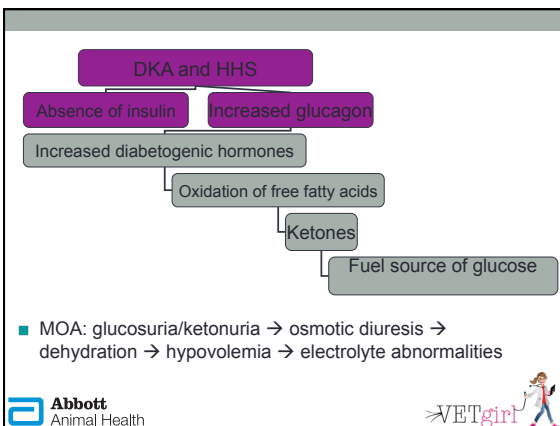 DKA and HHS
Absence of insulin
Increased glucagon
Increased diabetogenic hormones
Oxidation of free fatty acids
Ketones
Fuel source of glucose
MOA: glucosuria/ketonuria → osmotic diuresis →
dehydration → hypovolemia → electrolyte abnormalities
Abbott
Animal Health
VETgirl